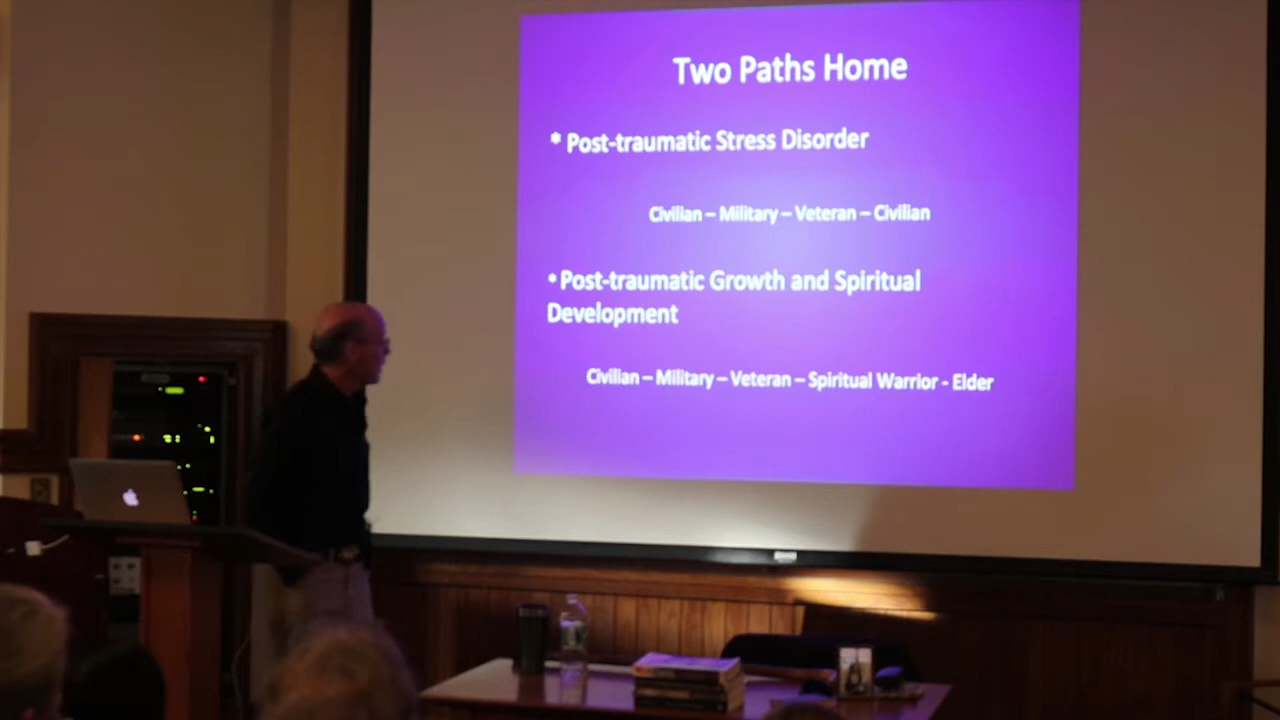 Two Paths Home
* Post-traumatic Stress Disorder
Civilian – Military – Veteran – Civilian
* Post-traumatic Growth and Spiritual
Development
Civilian – Military – Veteran – Spiritual Warrior - Elder